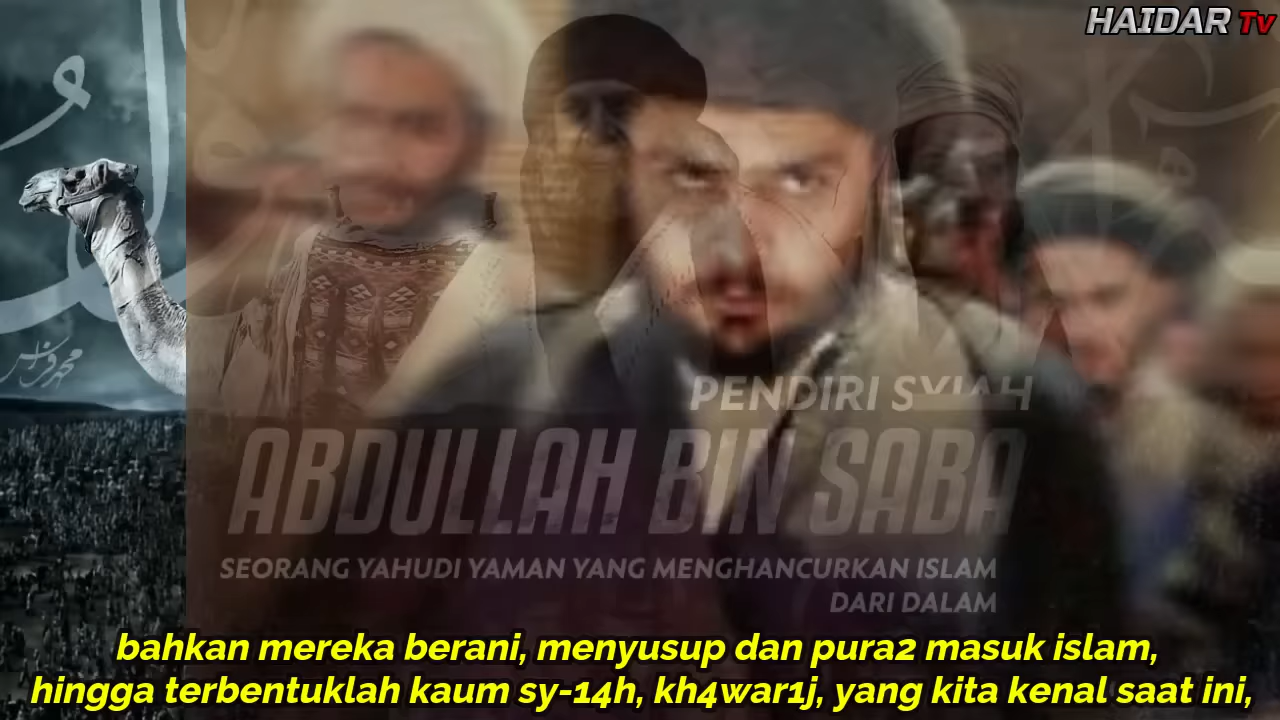 HAIDAR Tv
PENDIRI SYIAH
ABDULLAH BIN SABA
SEORANG YAHUDI YAMAN YANG MENGHANCURKAN ISLAM
DARI DALAM
bahkan mereka berani, menyusup dan pura2 masuk islam,
hingga terbentuklah kaum sy-14h, kh4war1j, yang kita kenal saat ini,